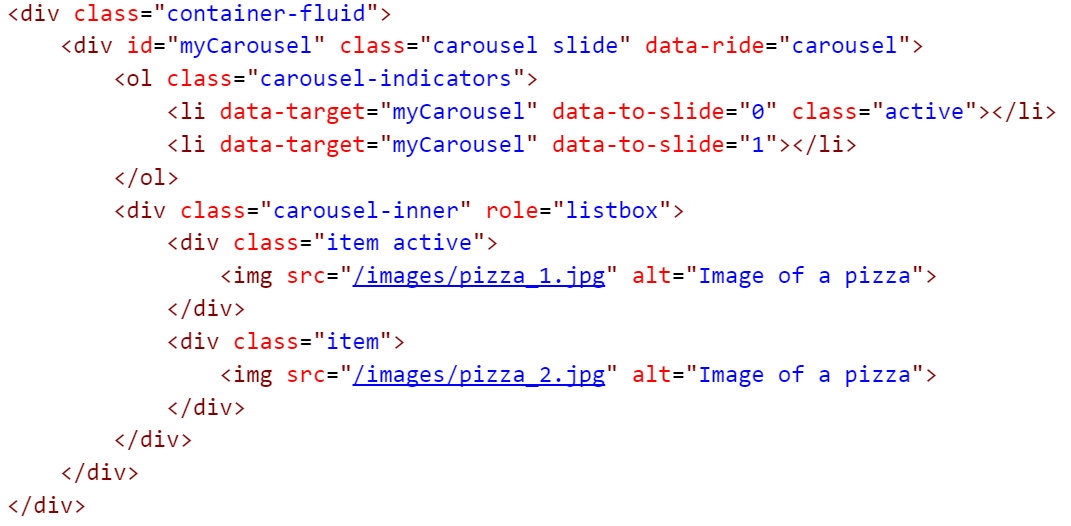 <div class="container-fluid">
    <div id="myCarousel" class="carousel slide" data-ride="carousel">
        <ol class="carousel-indicators">
            <li data-target="myCarousel" data-to-slide="0" class="active"></li>
            <li data-target="myCarousel" data-to-slide="1"></li>
        </ol>
        <div class="carousel-inner" role="listbox">
            <div class="item active">
                <img src="/images/pizza_1.jpg" alt="Image of a pizza">
            </div>
            <div class="item">
                <img src="/images/pizza_2.jpg" alt="Image of a pizza">
            </div>
        </div>
    </div>
</div>